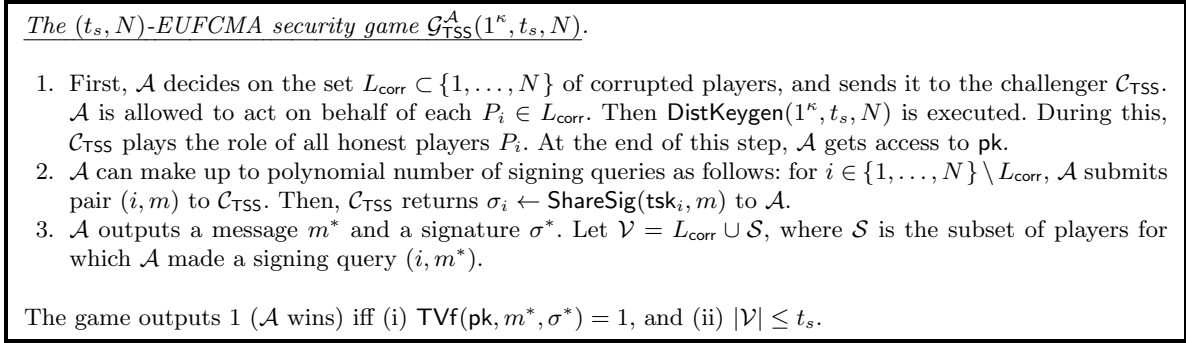 The (t_s, N)-EUFCMA security game 𝒢^𝒜_TSS(1^κ, t_s, N).
1. First, 𝒜 decides on the set L_corr ⊂ {1, . . . , N} of corrupted players, and sends it to the challenger 𝒞_TSS.
𝒜 is allowed to act on behalf of each P_i ∈ L_corr. Then DistKeygen(1^κ, t_s, N) is executed. During this,
𝒞_TSS plays the role of all honest players P_i. At the end of this step, 𝒜 gets access to pk.
2. 𝒜 can make up to polynomial number of signing queries as follows: for i ∈ {1, . . . , N} \ L_corr, 𝒜 submits
pair (i, m) to 𝒞_TSS. Then, 𝒞_TSS returns σ_i ← ShareSig(tsk_i, m) to 𝒜.
3. 𝒜 outputs a message m* and a signature σ*. Let 𝒱 = L_corr ∪ 𝒮, where 𝒮 is the subset of players for
which 𝒜 made a signing query (i, m*).
The game outputs 1 (𝒜 wins) iff (i) TVf(pk, m*, σ*) = 1, and (ii) |𝒱| ≤ t_s.